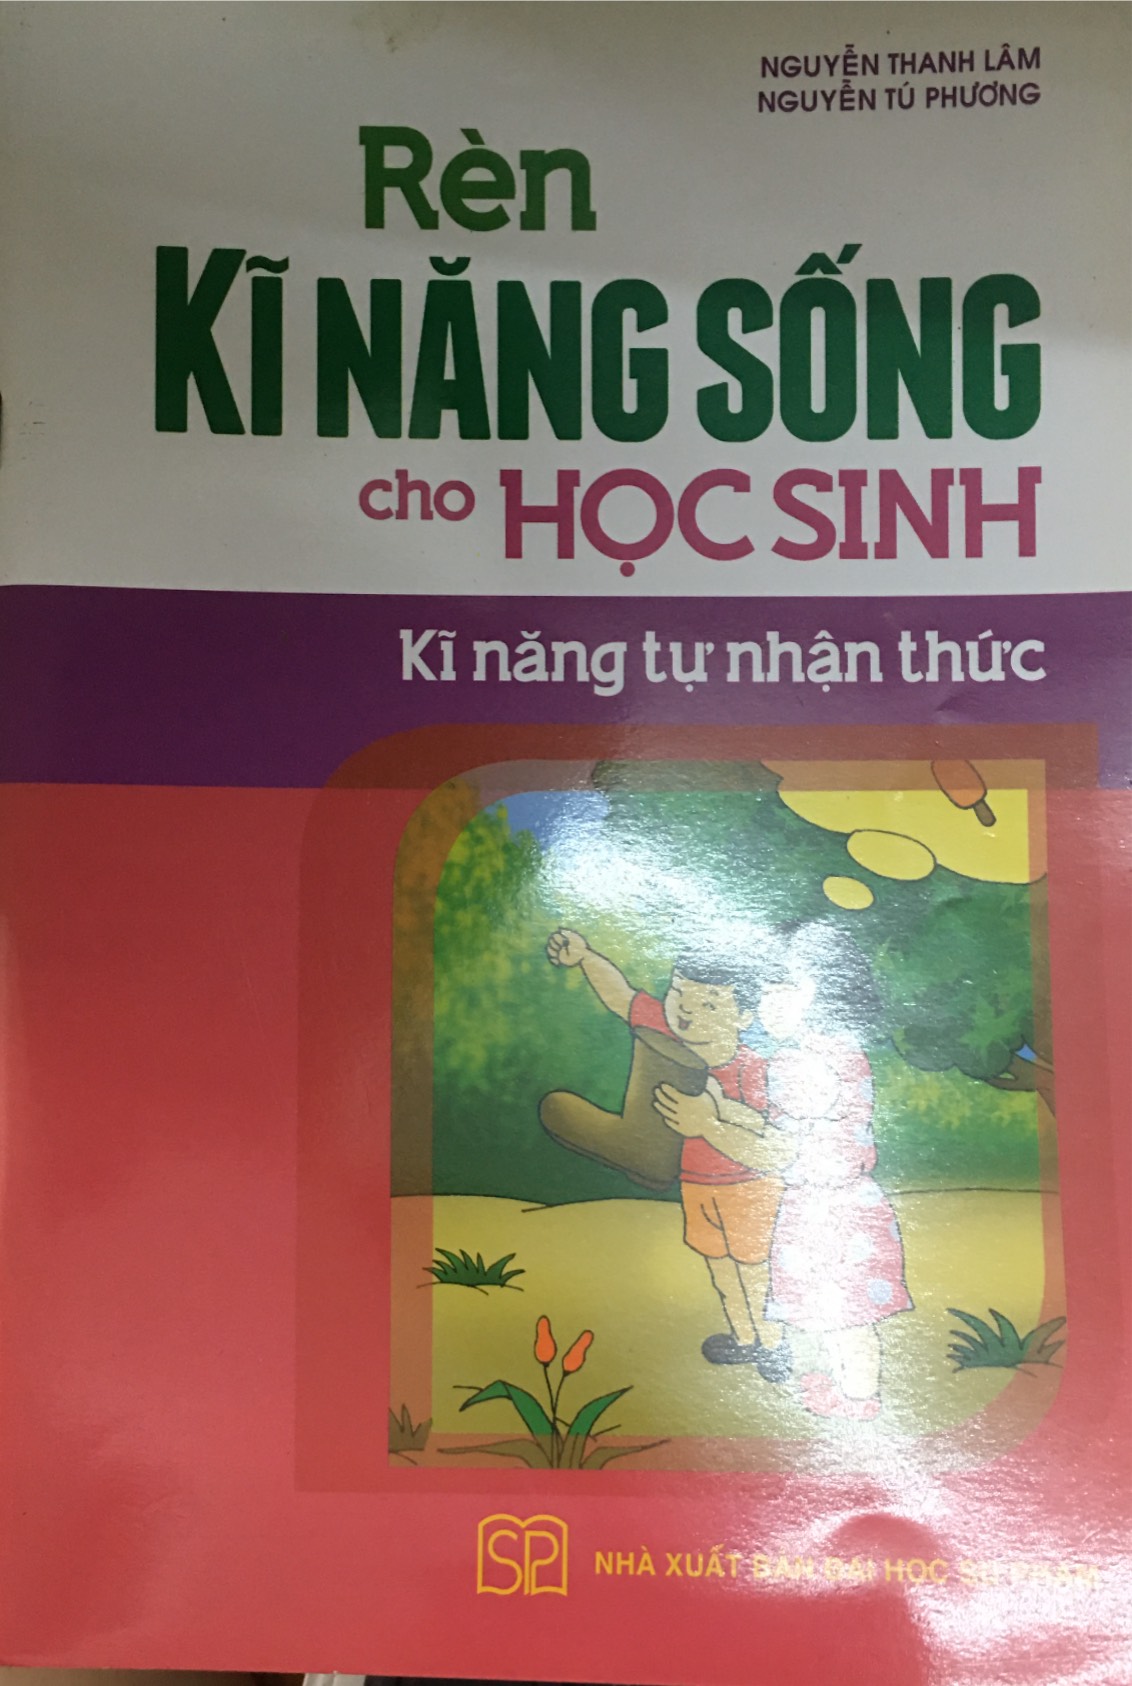 NGUYỄN THANH LÂM
NGUYỄN TÚ PHƯƠNG
Rèn
KĨ NĂNG SỐNG
cho HỌC SINH
Kĩ năng tự nhận thức
SP
NHÀ XUẤT BẢN ĐẠI HỌC SƯ PHẠM